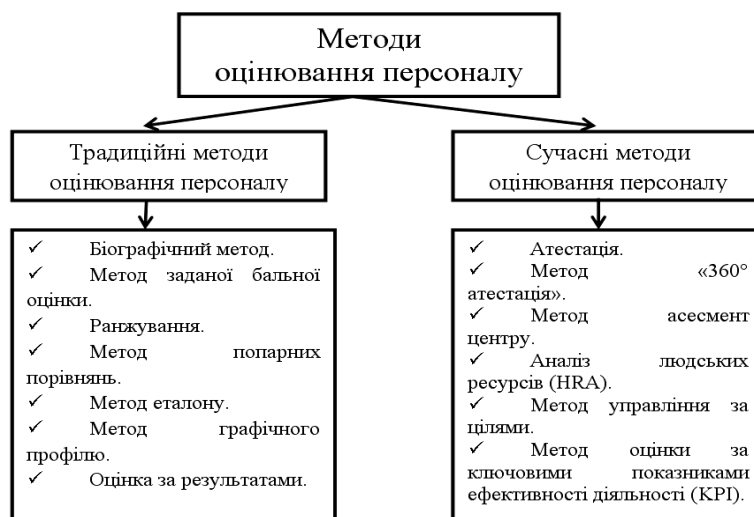 Методи
оцінювання персоналу
Традиційні методи
оцінювання персоналу
✓ Біографічний метод.
✓ Метод заданої бальної
оцінки.
✓ Ранжування.
✓ Метод попарних
порівнянь.
✓ Метод еталону.
✓ Метод графічного
профілю.
✓ Оцінка за результатами.
Сучасні методи
оцінювання персоналу
✓ Атестація.
✓ Метод «360°
атестація».
✓ Метод асесмент
центру.
✓ Аналіз людських
ресурсів (HRA).
✓ Метод управління за
цілями.
✓ Метод оцінки за
ключовими показниками
ефективності діяльності (KPI).